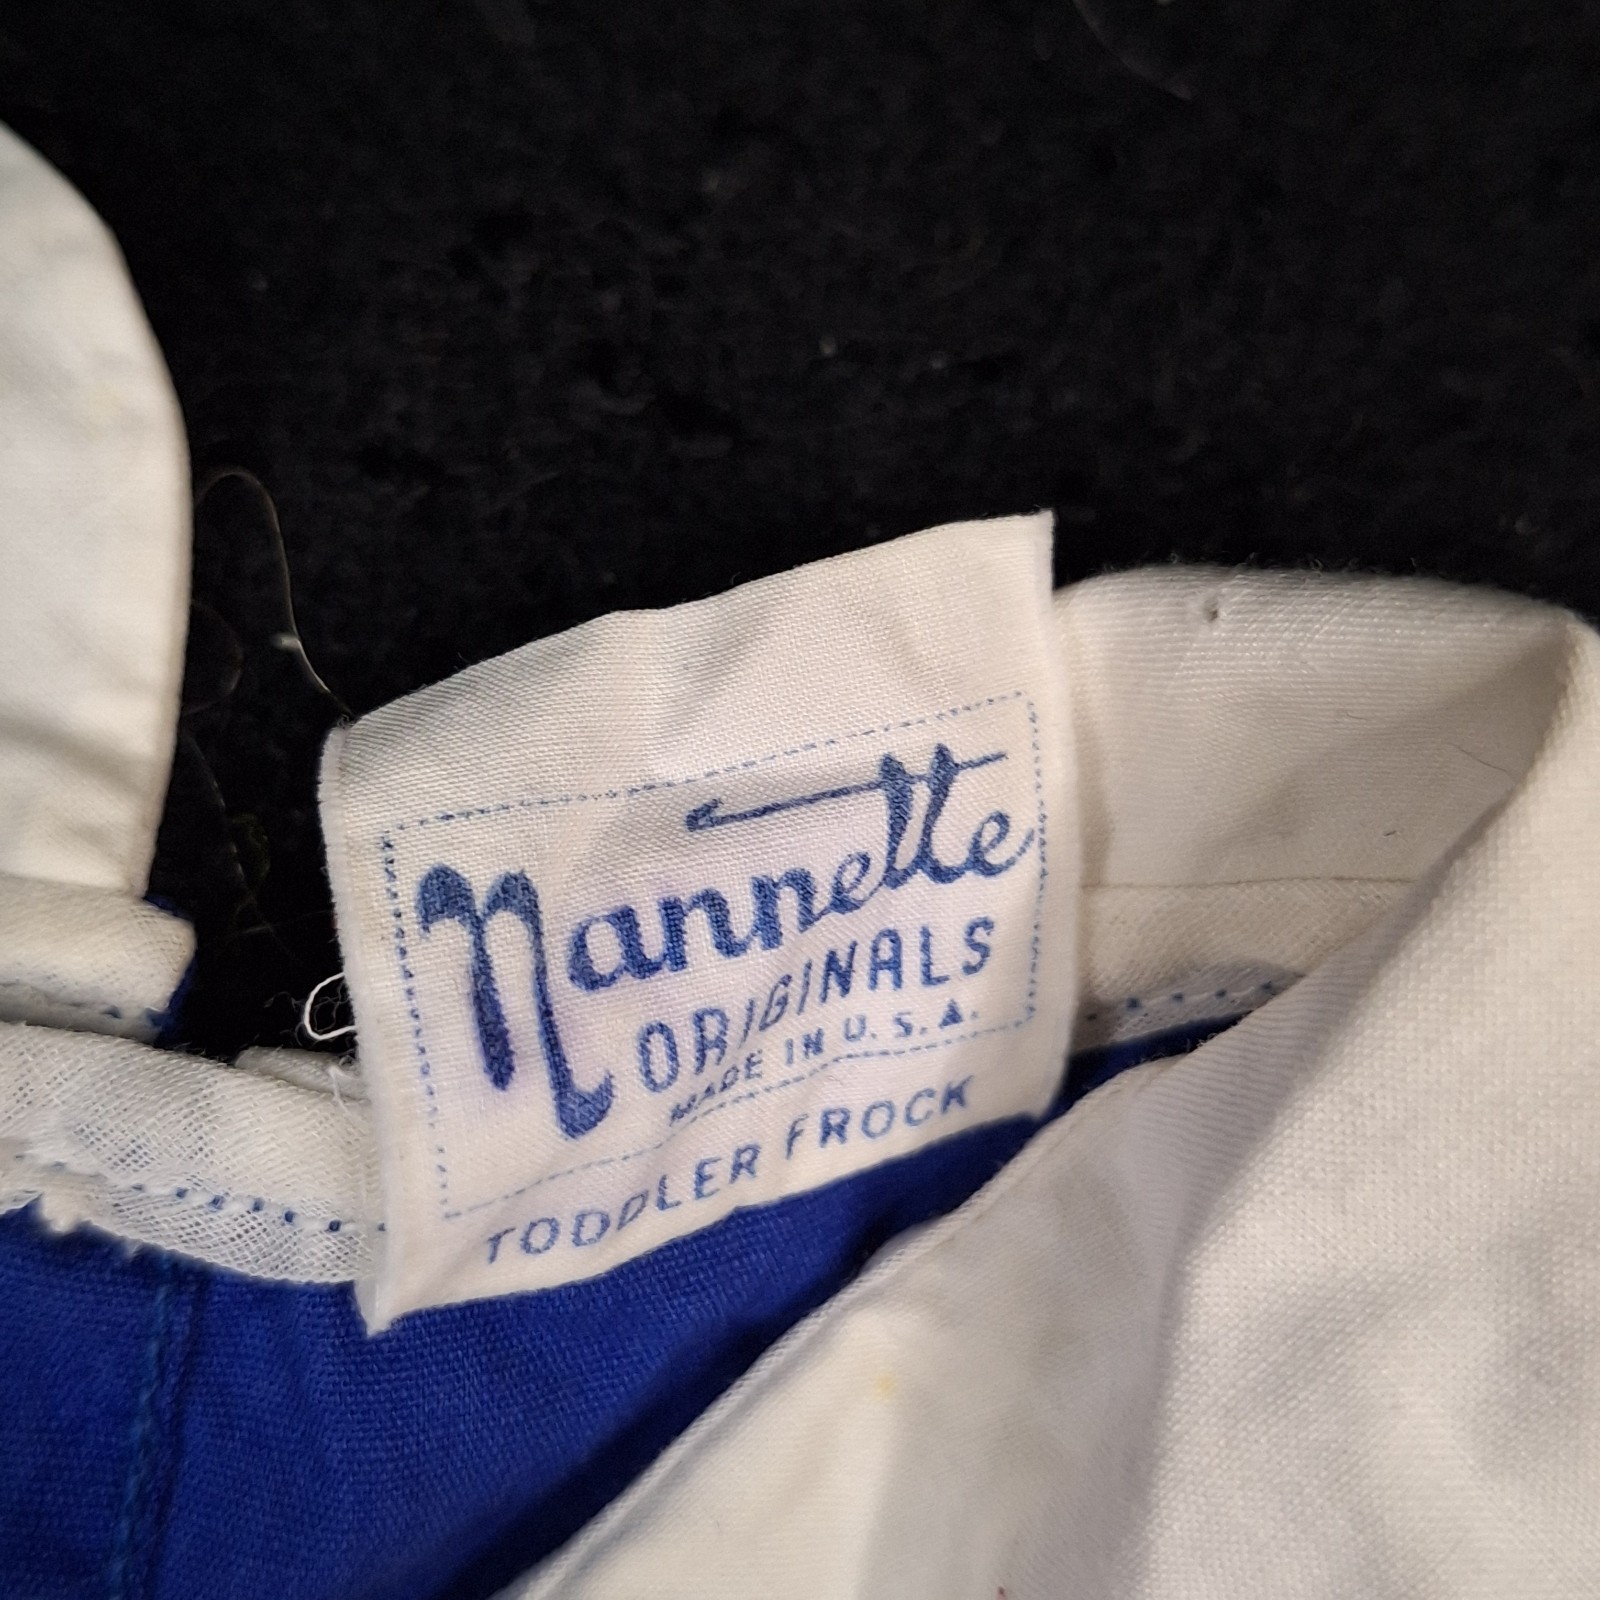 Nannette
ORIGINALS
MADE IN U.S.A.
TODDLER FROCK